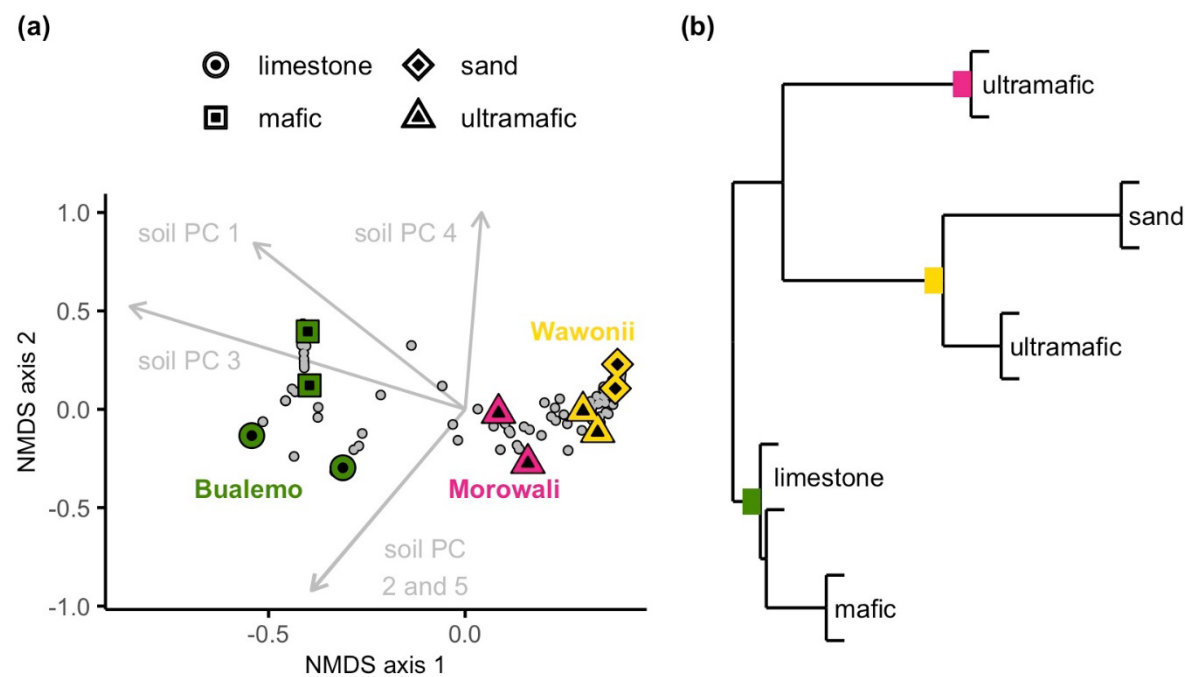 (a)
limestone
sand
mafic
ultramafic
1.0
0.5
0.0
-0.5
-1.0
NMDS axis 2
soil PC 1
soil PC 4
soil PC 3
Wawonii
Bualemo
Morowali
soil PC
2 and 5
-0.5
0.0
NMDS axis 1
(b)
ultramafic
sand
ultramafic
limestone
mafic